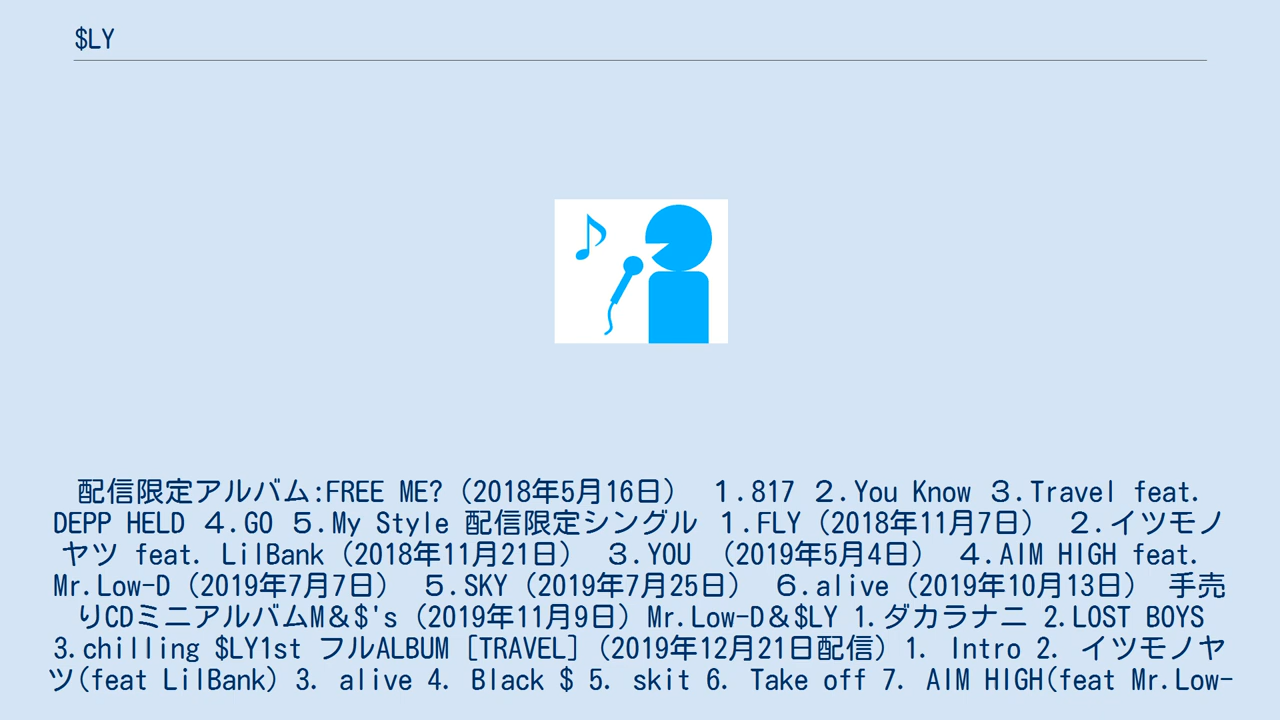 $LY
配信限定アルバム:FREE ME?（2018年5月16日） １.817 ２.You Know ３.Travel feat.
DEPP HELD ４.GO ５.My Style 配信限定シングル １.FLY（2018年11月7日） ２.イツモノ
ヤツ feat. LilBank（2018年11月21日） ３.YOU （2019年5月4日） ４.AIM HIGH feat.
Mr.Low-D（2019年7月7日） ５.SKY（2019年7月25日） ６.alive（2019年10月13日） 手売
りCDミニアルバムM＆$'s（2019年11月9日）Mr.Low-D＆$LY 1.ダカラナニ 2.LOST BOYS
3.chilling $LY1st フルALBUM［TRAVEL］（2019年12月21日配信）1. Intro 2. イツモノヤ
ツ(feat LilBank) 3. alive 4. Black $ 5. skit 6. Take off 7. AIM HIGH(feat Mr.Low-